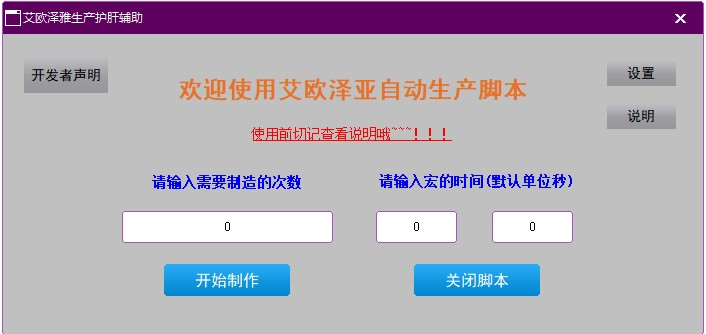 艾欧泽雅生产护肝辅助
开发者声明
欢迎使用艾欧泽亚自动生产脚本
设置
使用前切记查看说明哦~~~！！！
说明
请输入需要制造的次数
请输入宏的时间(默认单位秒)
0
0
0
开始制作
关闭脚本